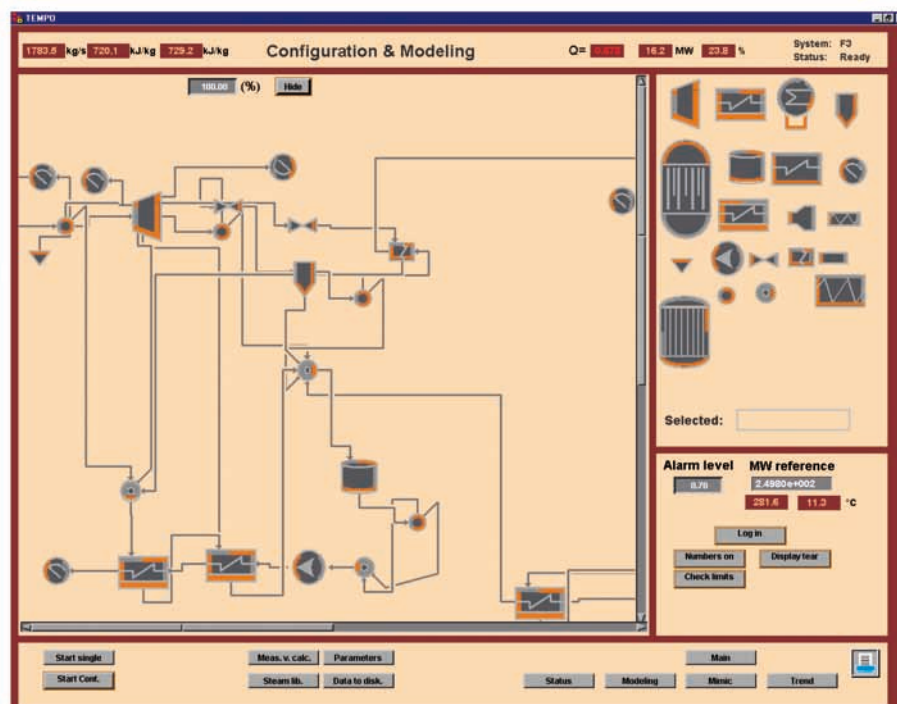 TEMPO
1783.5 kg/s 720.1 kJ/kg 729.2 kJ/kg
Configuration & Modeling
Q= 16.2 MW 23.8 %
System: F3
Status: Ready
100.00 (%) Hide
Selected:
Alarm level MW reference
0.70 2.4980e+002
281.6 11.3 °C
Log in
Numbers on Display tear
Check limits
Start single Meas. v. calc. Parameters Main
Start Cont. Steam lib. Data to disk. Status Modeling Mimic Trend